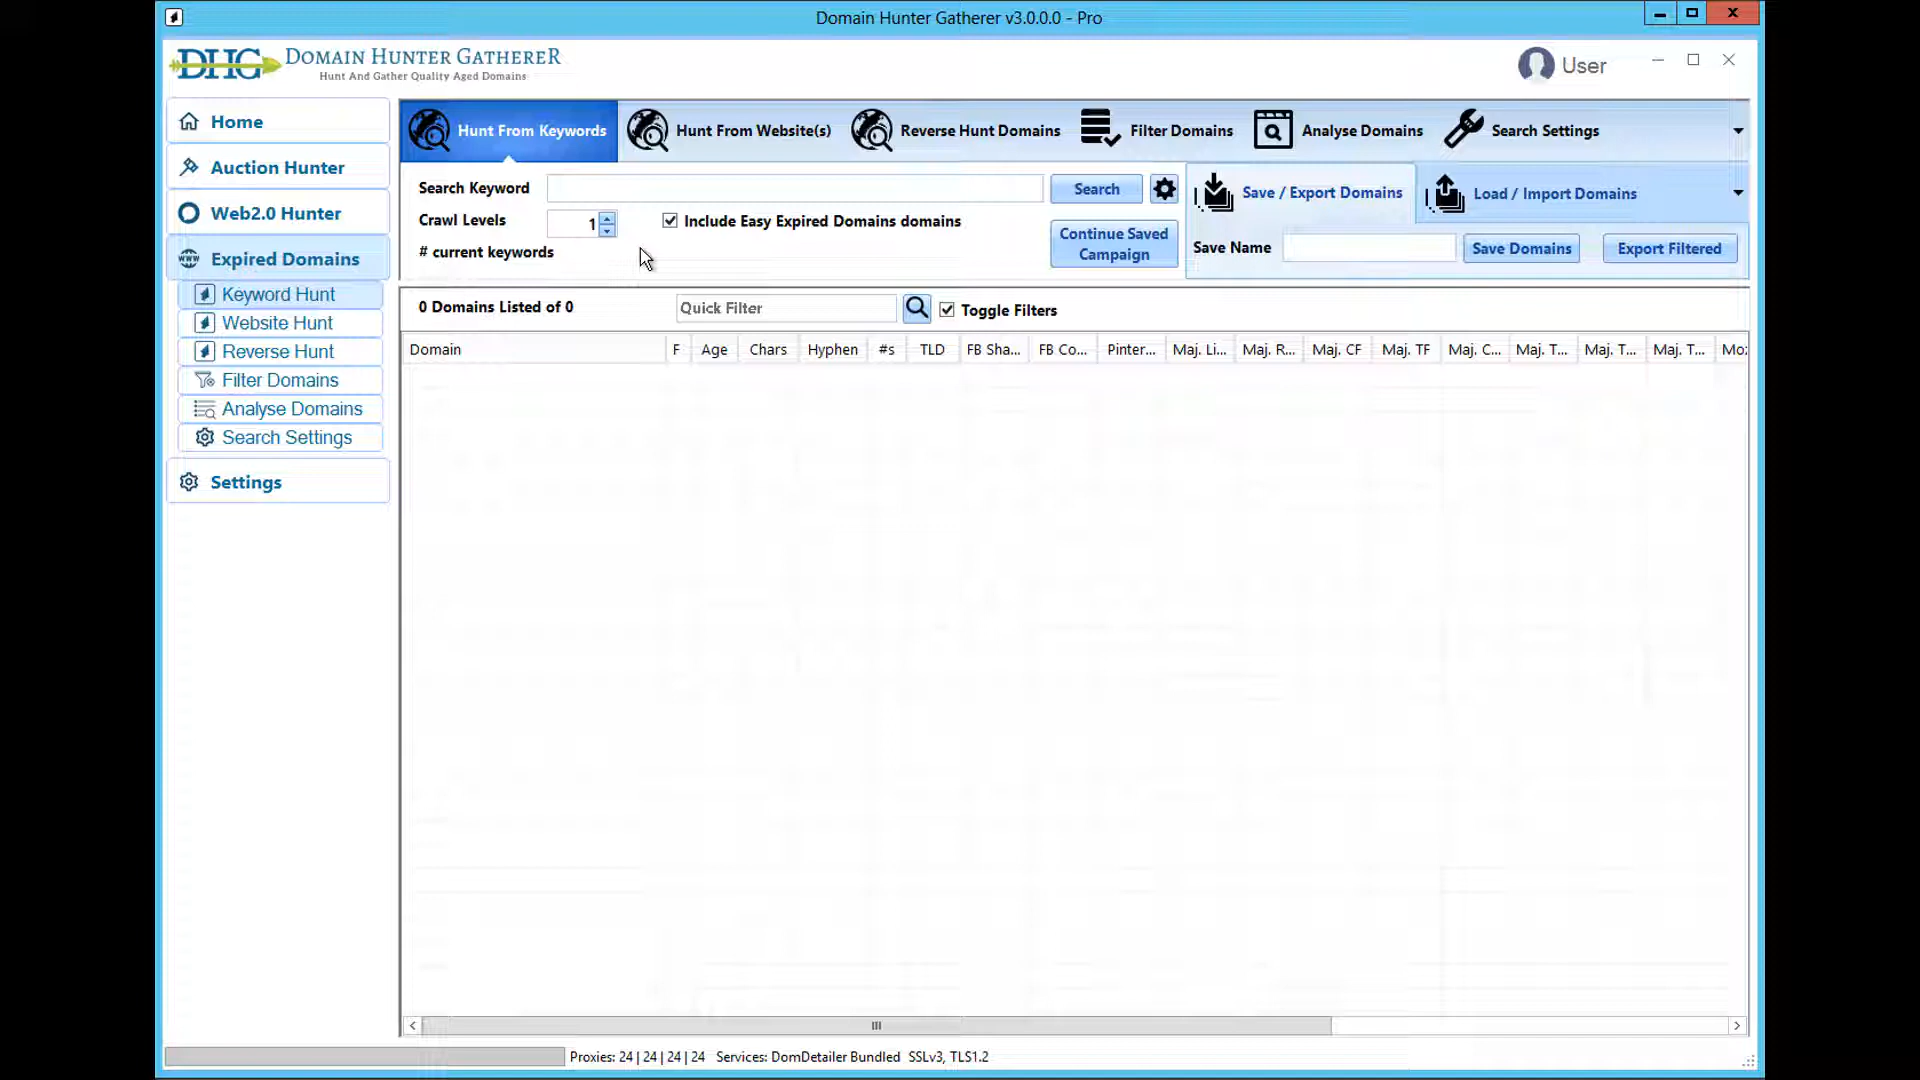 Domain Hunter Gatherer v3.0.0.0 - Pro
DHG DOMAIN HUNTER GATHERER
Hunt And Gather Quality Aged Domains
User
Home
Auction Hunter
Web2.0 Hunter
Expired Domains
Keyword Hunt
Website Hunt
Reverse Hunt
Filter Domains
Analyse Domains
Search Settings
Settings
Hunt From Keywords
Hunt From Website(s)
Reverse Hunt Domains
Filter Domains
Analyse Domains
Search Settings
Search Keyword
Search
Crawl Levels
1
Include Easy Expired Domains domains
# current keywords
Continue Saved
Campaign
Save / Export Domains
Load / Import Domains
Save Name
Save Domains
Export Filtered
0 Domains Listed of 0
Quick Filter
Toggle Filters
Domain F Age Chars Hyphen #s TLD FB Sha... FB Co... Pinter... Maj. Li... Maj. R... Maj. CF Maj. TF Maj. C... Maj. T... Maj. T... Maj. T... Mo
Proxies: 24 | 24 | 24 | 24 Services: DomDetailer Bundled SSLv3, TLS1.2